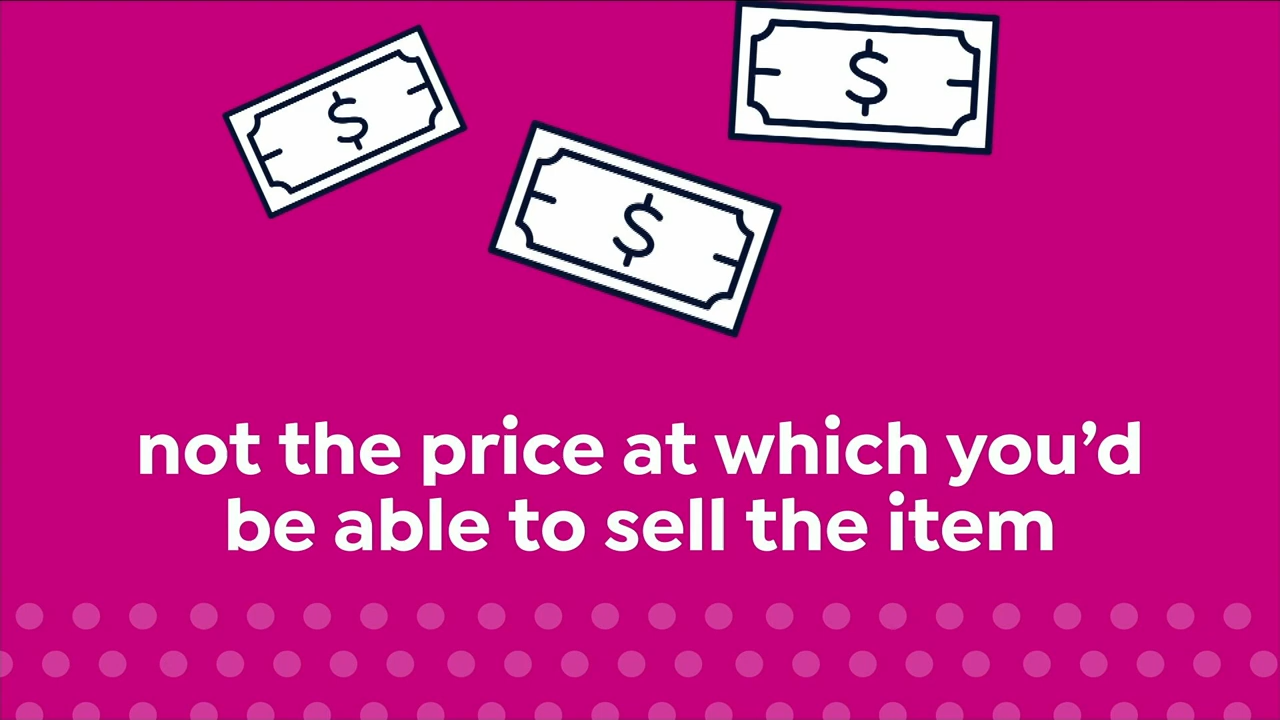 $
$
$
not the price at which you’d
be able to sell the item